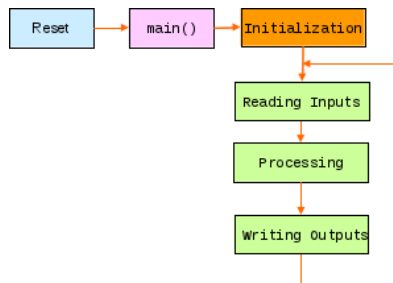 Reset
main()
Initialization
Reading Inputs
Processing
Writing Outputs